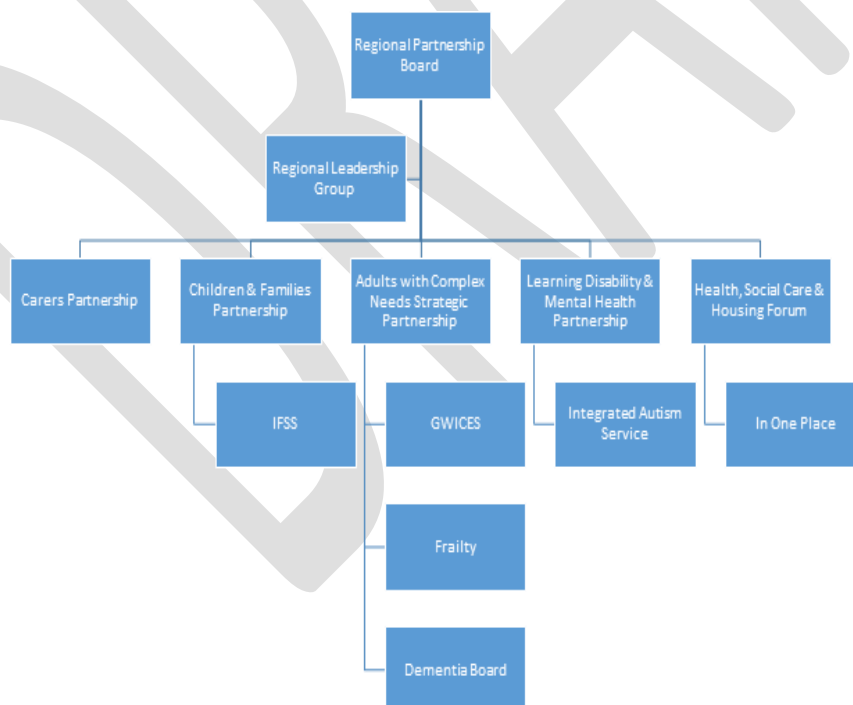 Regional Partnership
Board
Regional Leadership
Group
Carers Partnership
Children & Families
Partnership
Adults with Complex
Needs Strategic
Partnership
Learning Disability &
Mental Health
Partnership
Health, Social Care &
Housing Forum
IFSS
GWICES
Integrated Autism
Service
In One Place
Frailty
Dementia Board